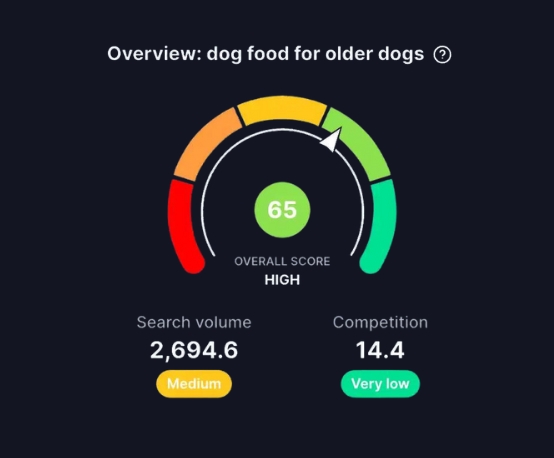 Overview: dog food for older dogs ?
65
OVERALL SCORE
HIGH
Search volume
2,694.6
Medium
Competition
14.4
Very low